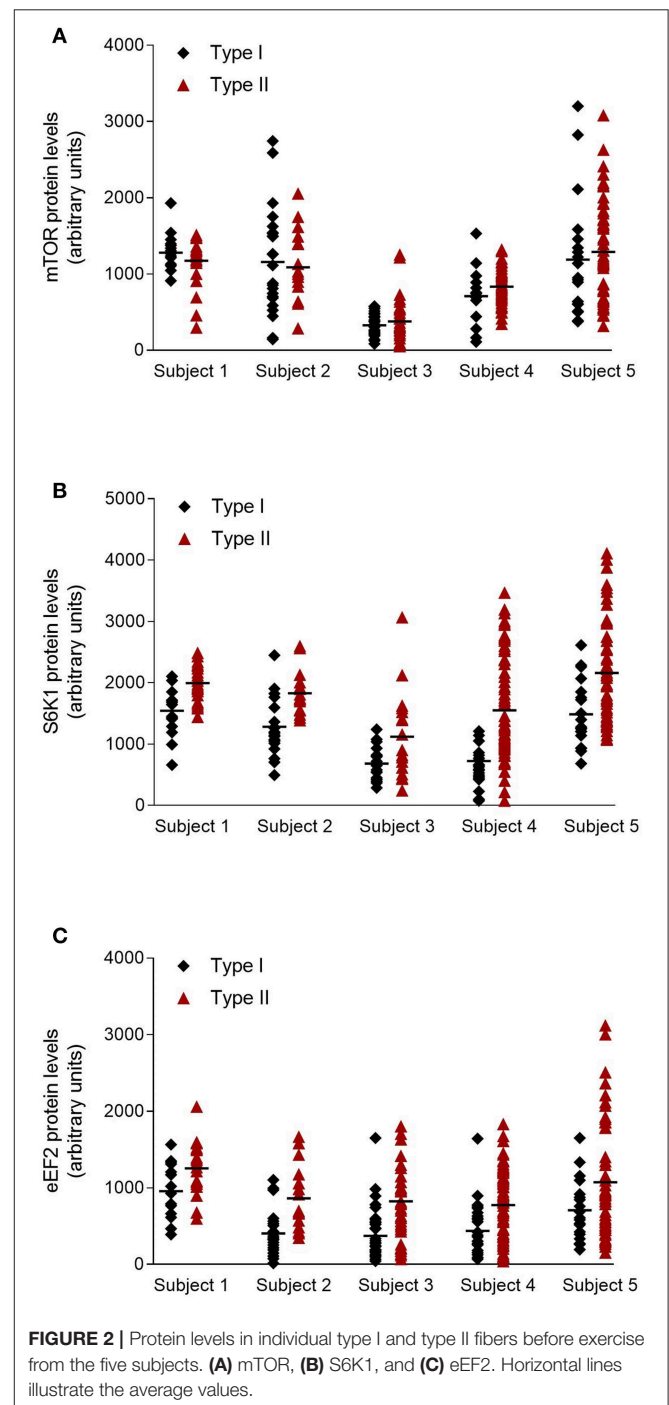 A
4000
3000
2000
1000
0
mTOR protein levels
(arbitrary units)
Type I
Type II
Subject 1 Subject 2 Subject 3 Subject 4 Subject 5
B
5000
4000
3000
2000
1000
0
S6K1 protein levels
(arbitrary units)
Type I
Type II
Subject 1 Subject 2 Subject 3 Subject 4 Subject 5
C
4000
3000
2000
1000
0
eEF2 protein levels
(arbitrary units)
Type I
Type II
Subject 1 Subject 2 Subject 3 Subject 4 Subject 5
FIGURE 2 | Protein levels in individual type I and type II fibers before exercise
from the five subjects. (A) mTOR, (B) S6K1, and (C) eEF2. Horizontal lines
illustrate the average values.